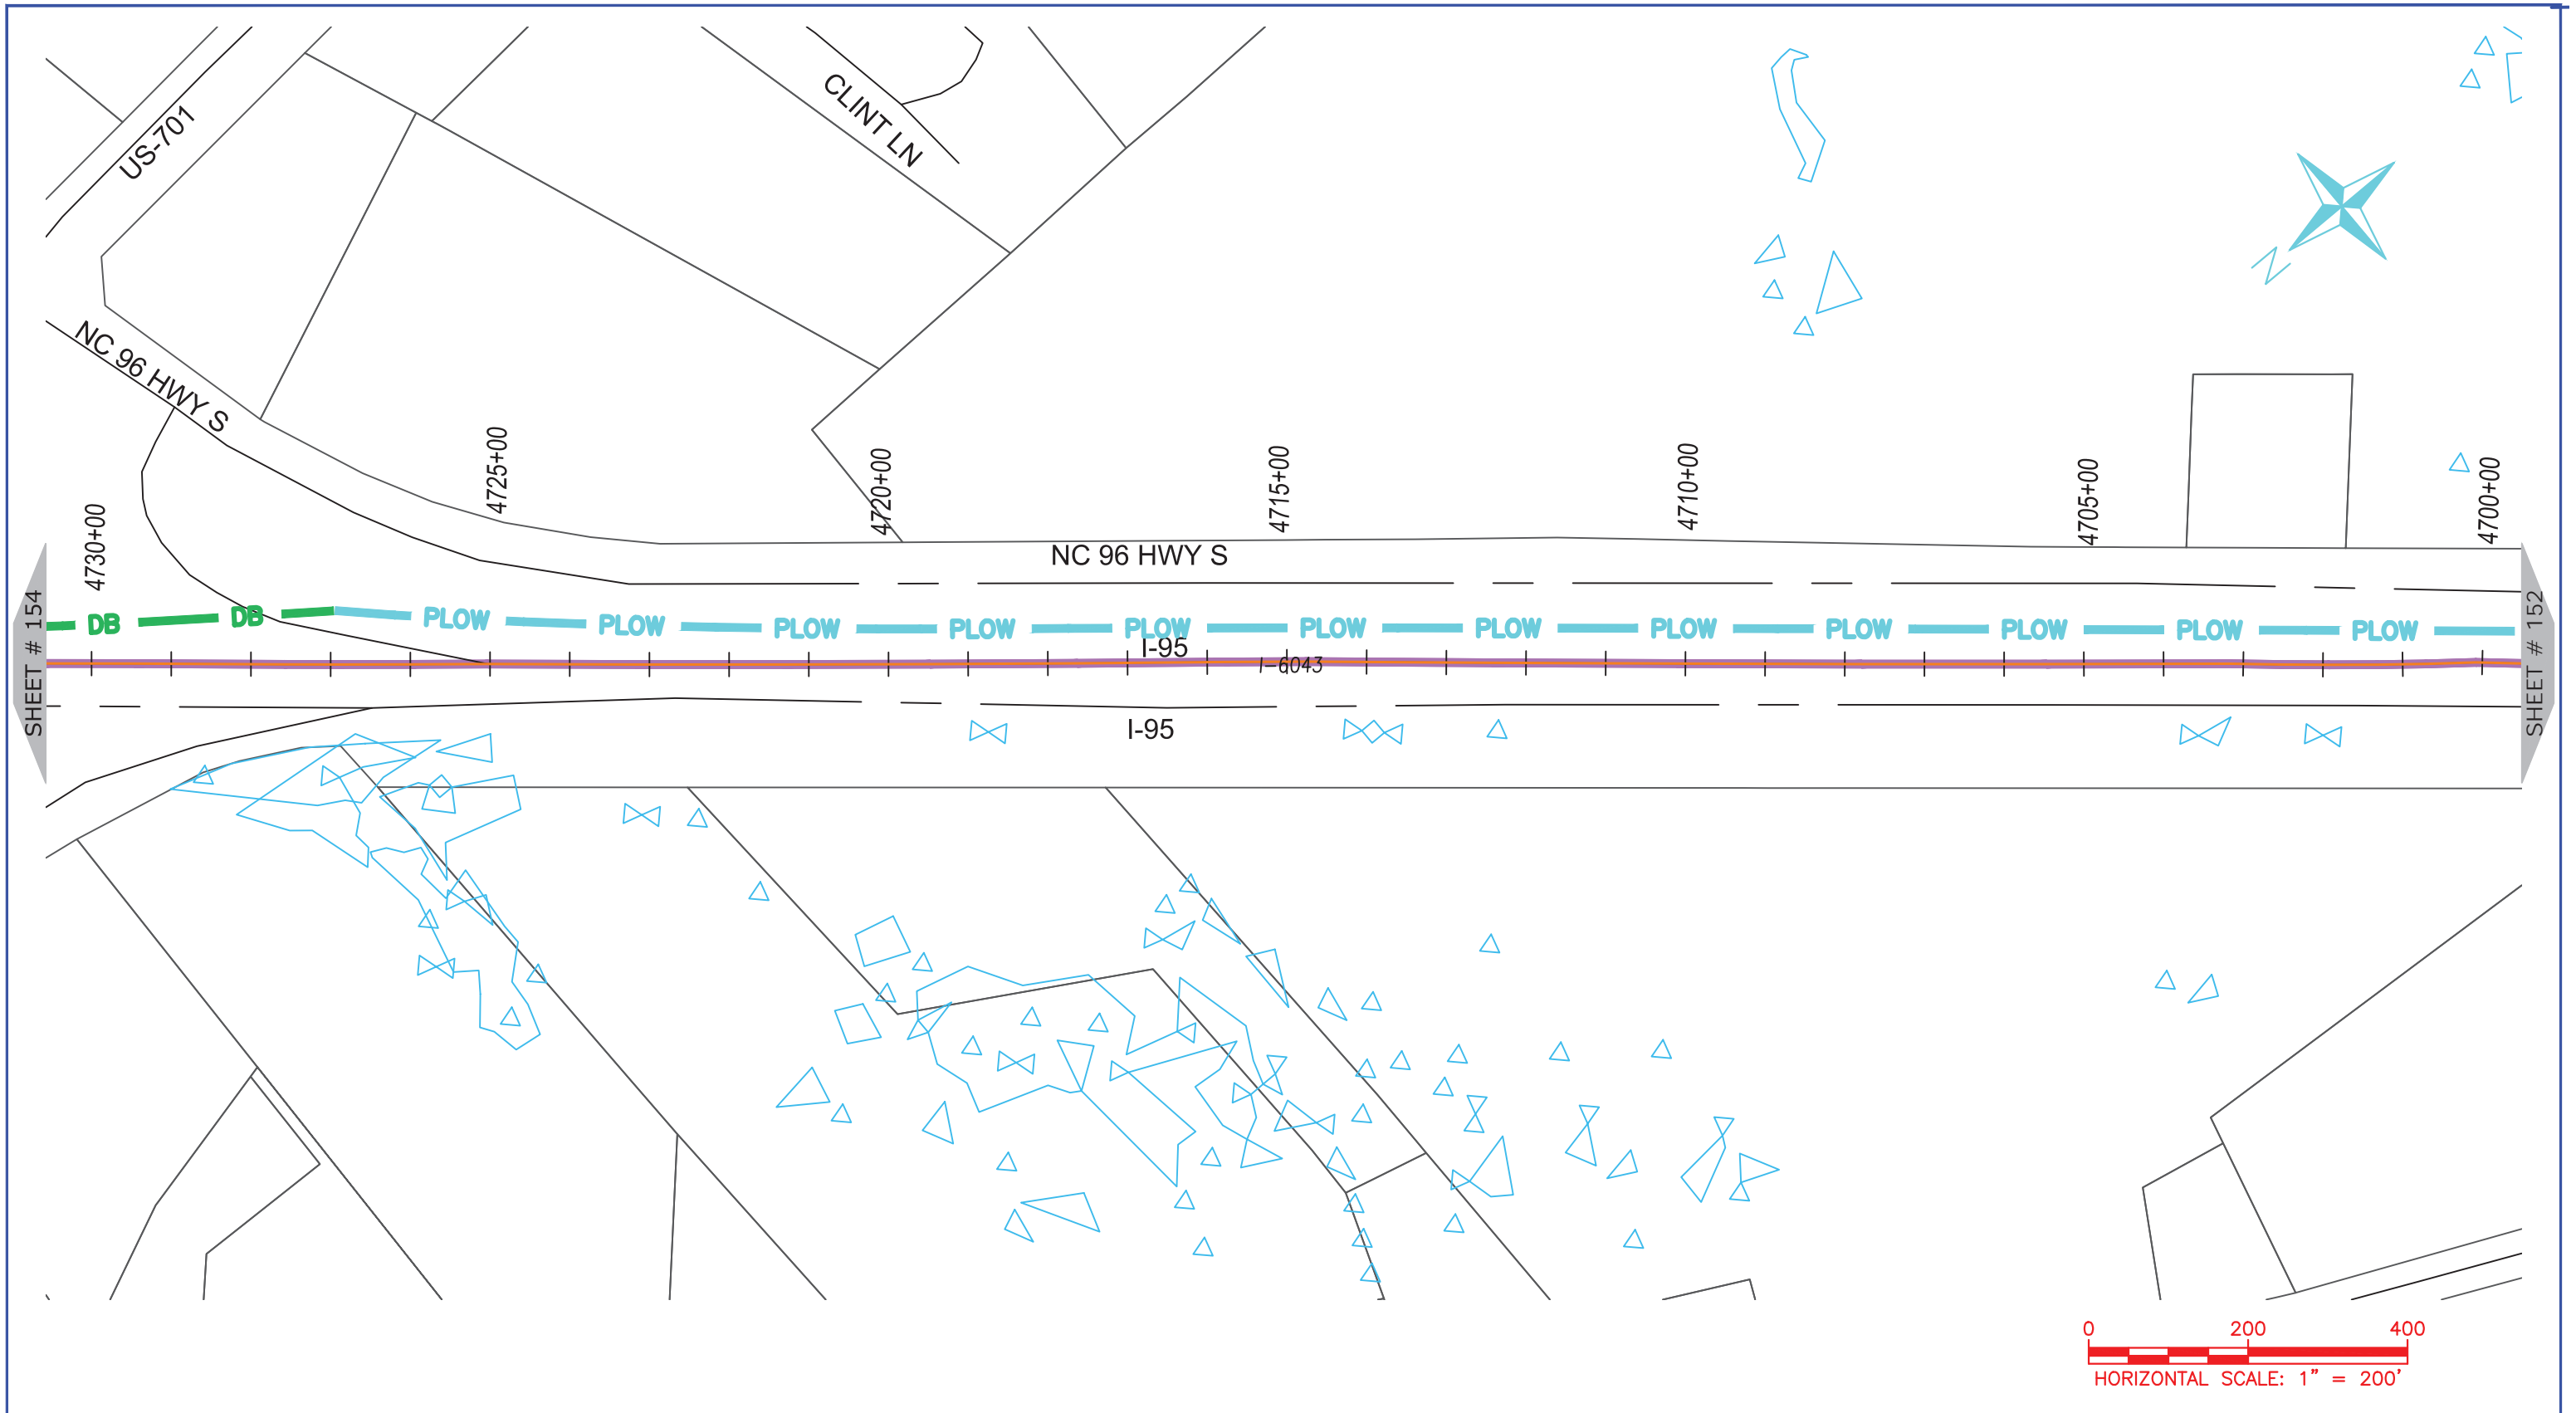 US-701
CLINT LN
N
NC 96 HWY S
4730+00
4725+00
4720+00
4715+00
4710+00
4705+00
4700+00
NC 96 HWY S
SHEET # 154
DB DB PLOW PLOW PLOW PLOW PLOW PLOW PLOW PLOW PLOW PLOW PLOW PLOW
SHEET # 152
I-95
I-6043
I-95
0 200 400
HORIZONTAL SCALE: 1" = 200'